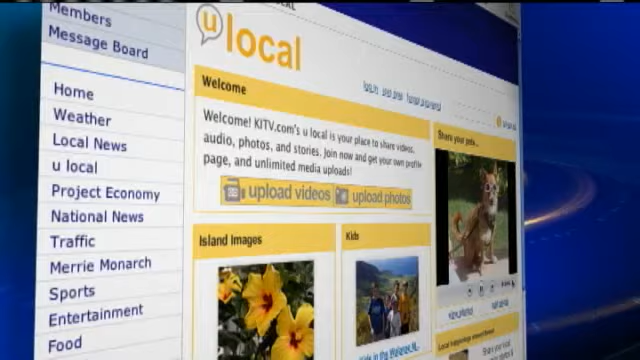 Members
Message Board
Home
Weather
Local News
u local
Project Economy
National News
Traffic
Merrie Monarch
Sports
Entertainment
Food
u local
Welcome
Welcome! KITV.com's u local is your place to share videos,
audio, photos, and stories. Join now and get your own profile
page, and unlimited media uploads!
upload videos upload photos
Island Images
Kids
Share your pets...